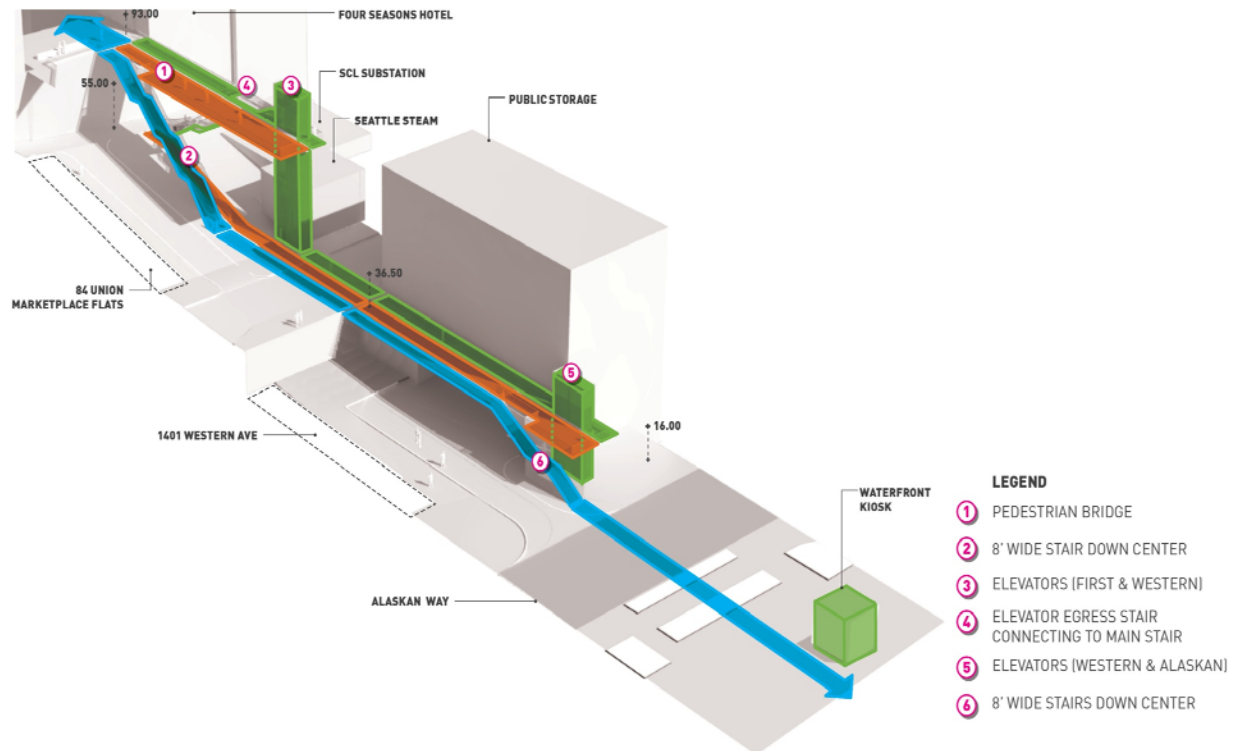 93.00
FOUR SEASONS HOTEL
1
4
3
SCL SUBSTATION
55.00
PUBLIC STORAGE
SEATTLE STEAM
2
36.50
84 UNION
MARKETPLACE FLATS
5
1401 WESTERN AVE
16.00
6
WATERFRONT
KIOSK
ALASKAN WAY
LEGEND
1 PEDESTRIAN BRIDGE
2 8' WIDE STAIR DOWN CENTER
3 ELEVATORS (FIRST & WESTERN)
4 ELEVATOR EGRESS STAIR
CONNECTING TO MAIN STAIR
5 ELEVATORS (WESTERN & ALASKAN)
6 8' WIDE STAIRS DOWN CENTER